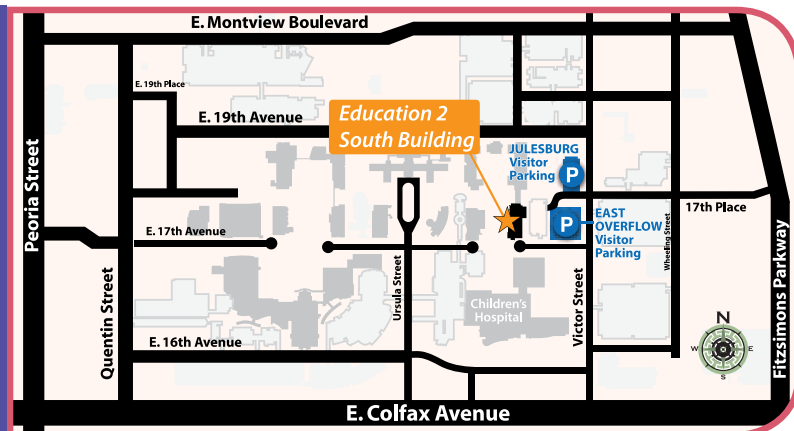 E. Montview Boulevard
E. 19th Place
E. 19th Avenue
Education 2
South Building
JULESBURG
Visitor
Parking
P
Peoria Street
17th Place
E. 17th Avenue
P
EAST
OVERFLOW
Visitor
Parking
Wheeling Street
Ursula Street
Quentin Street
Children's
Hospital
Victor Street
Fitzsimons Parkway
N
W
E
S
E. 16th Avenue
E. Colfax Avenue